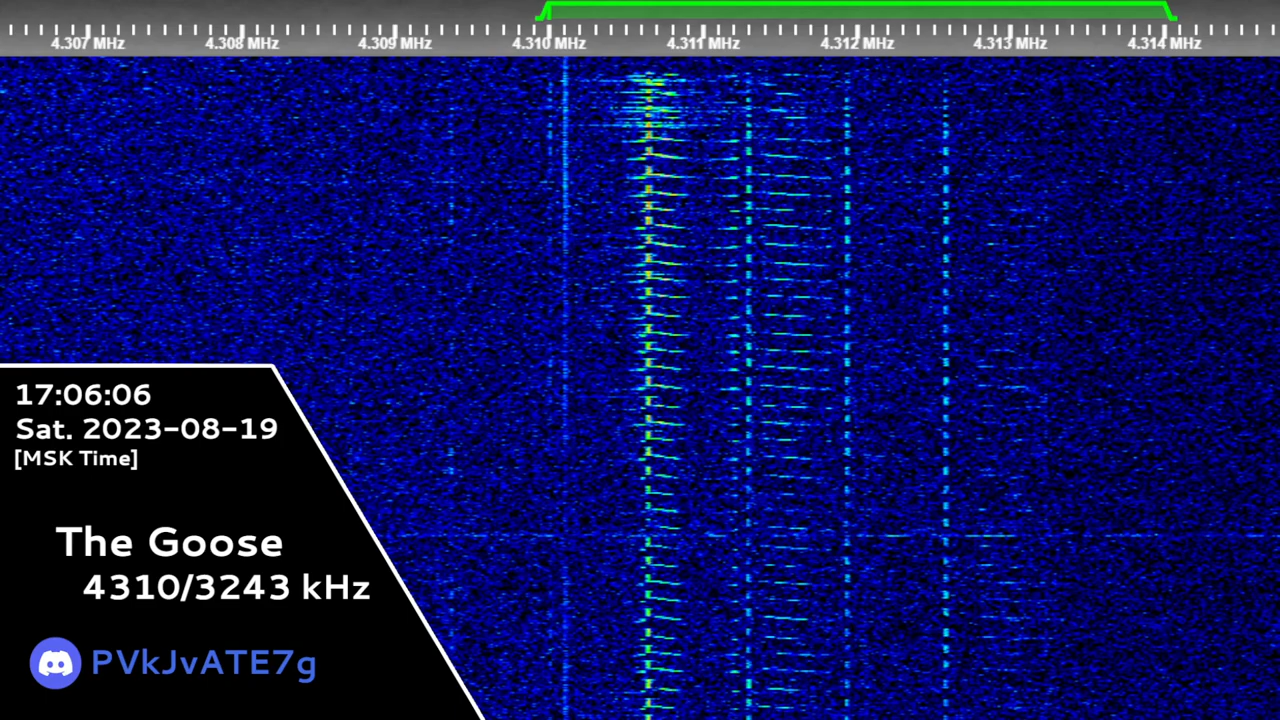 4.307 MHz 4.308 MHz 4.309 MHz 4.310 MHz 4.311 MHz 4.312 MHz 4.313 MHz 4.314 MHz
17:06:06
Sat. 2023-08-19
[MSK Time]
The Goose
4310/3243 kHz
PVkJvATE7g